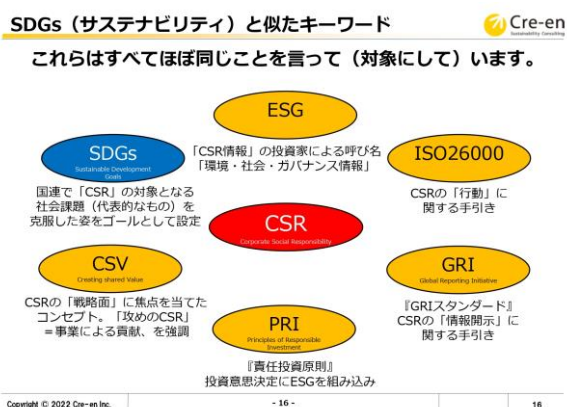 SDGs（サステナビリティ）と似たキーワード
Cre-en
Sustainability Consulting
これらはすべてほぼ同じことを言って（対象にして）います。
ESG
「CSR情報」の投資家による呼び名
「環境・社会・ガバナンス情報」
SDGs
Sustainable Development
Goals
国連で「CSR」の対象となる
社会課題（代表的なもの）を
克服した姿をゴールとして設定
ISO26000
CSRの「行動」に
関する手引き
CSR
Corporate Social Responsibility
CSV
Creating shared Value
CSRの「戦略面」に焦点を当てた
コンセプト。「攻めのCSR」
＝事業による貢献、を強調
GRI
Global Reporting Initiative
『GRIスタンダード』
CSRの「情報開示」に
関する手引き
PRI
Principles of Responsible
Investment
『責任投資原則』
投資意思決定にESGを組み込み
Copyright © 2022 Cre-en Inc.
- 16 -
16